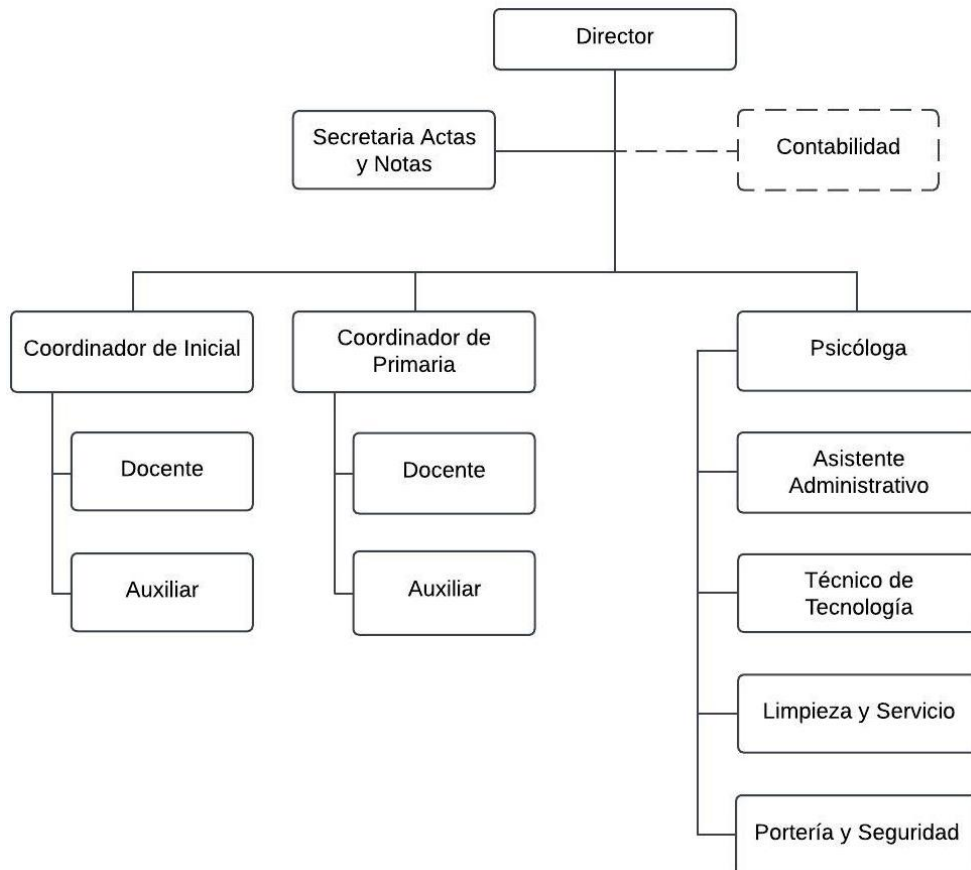 Director
Secretaria Actas
y Notas
Contabilidad
Coordinador de Inicial
Coordinador de
Primaria
Psicóloga
Docente
Docente
Asistente
Administrativo
Auxiliar
Auxiliar
Técnico de
Tecnología
Limpieza y Servicio
Portería y Seguridad